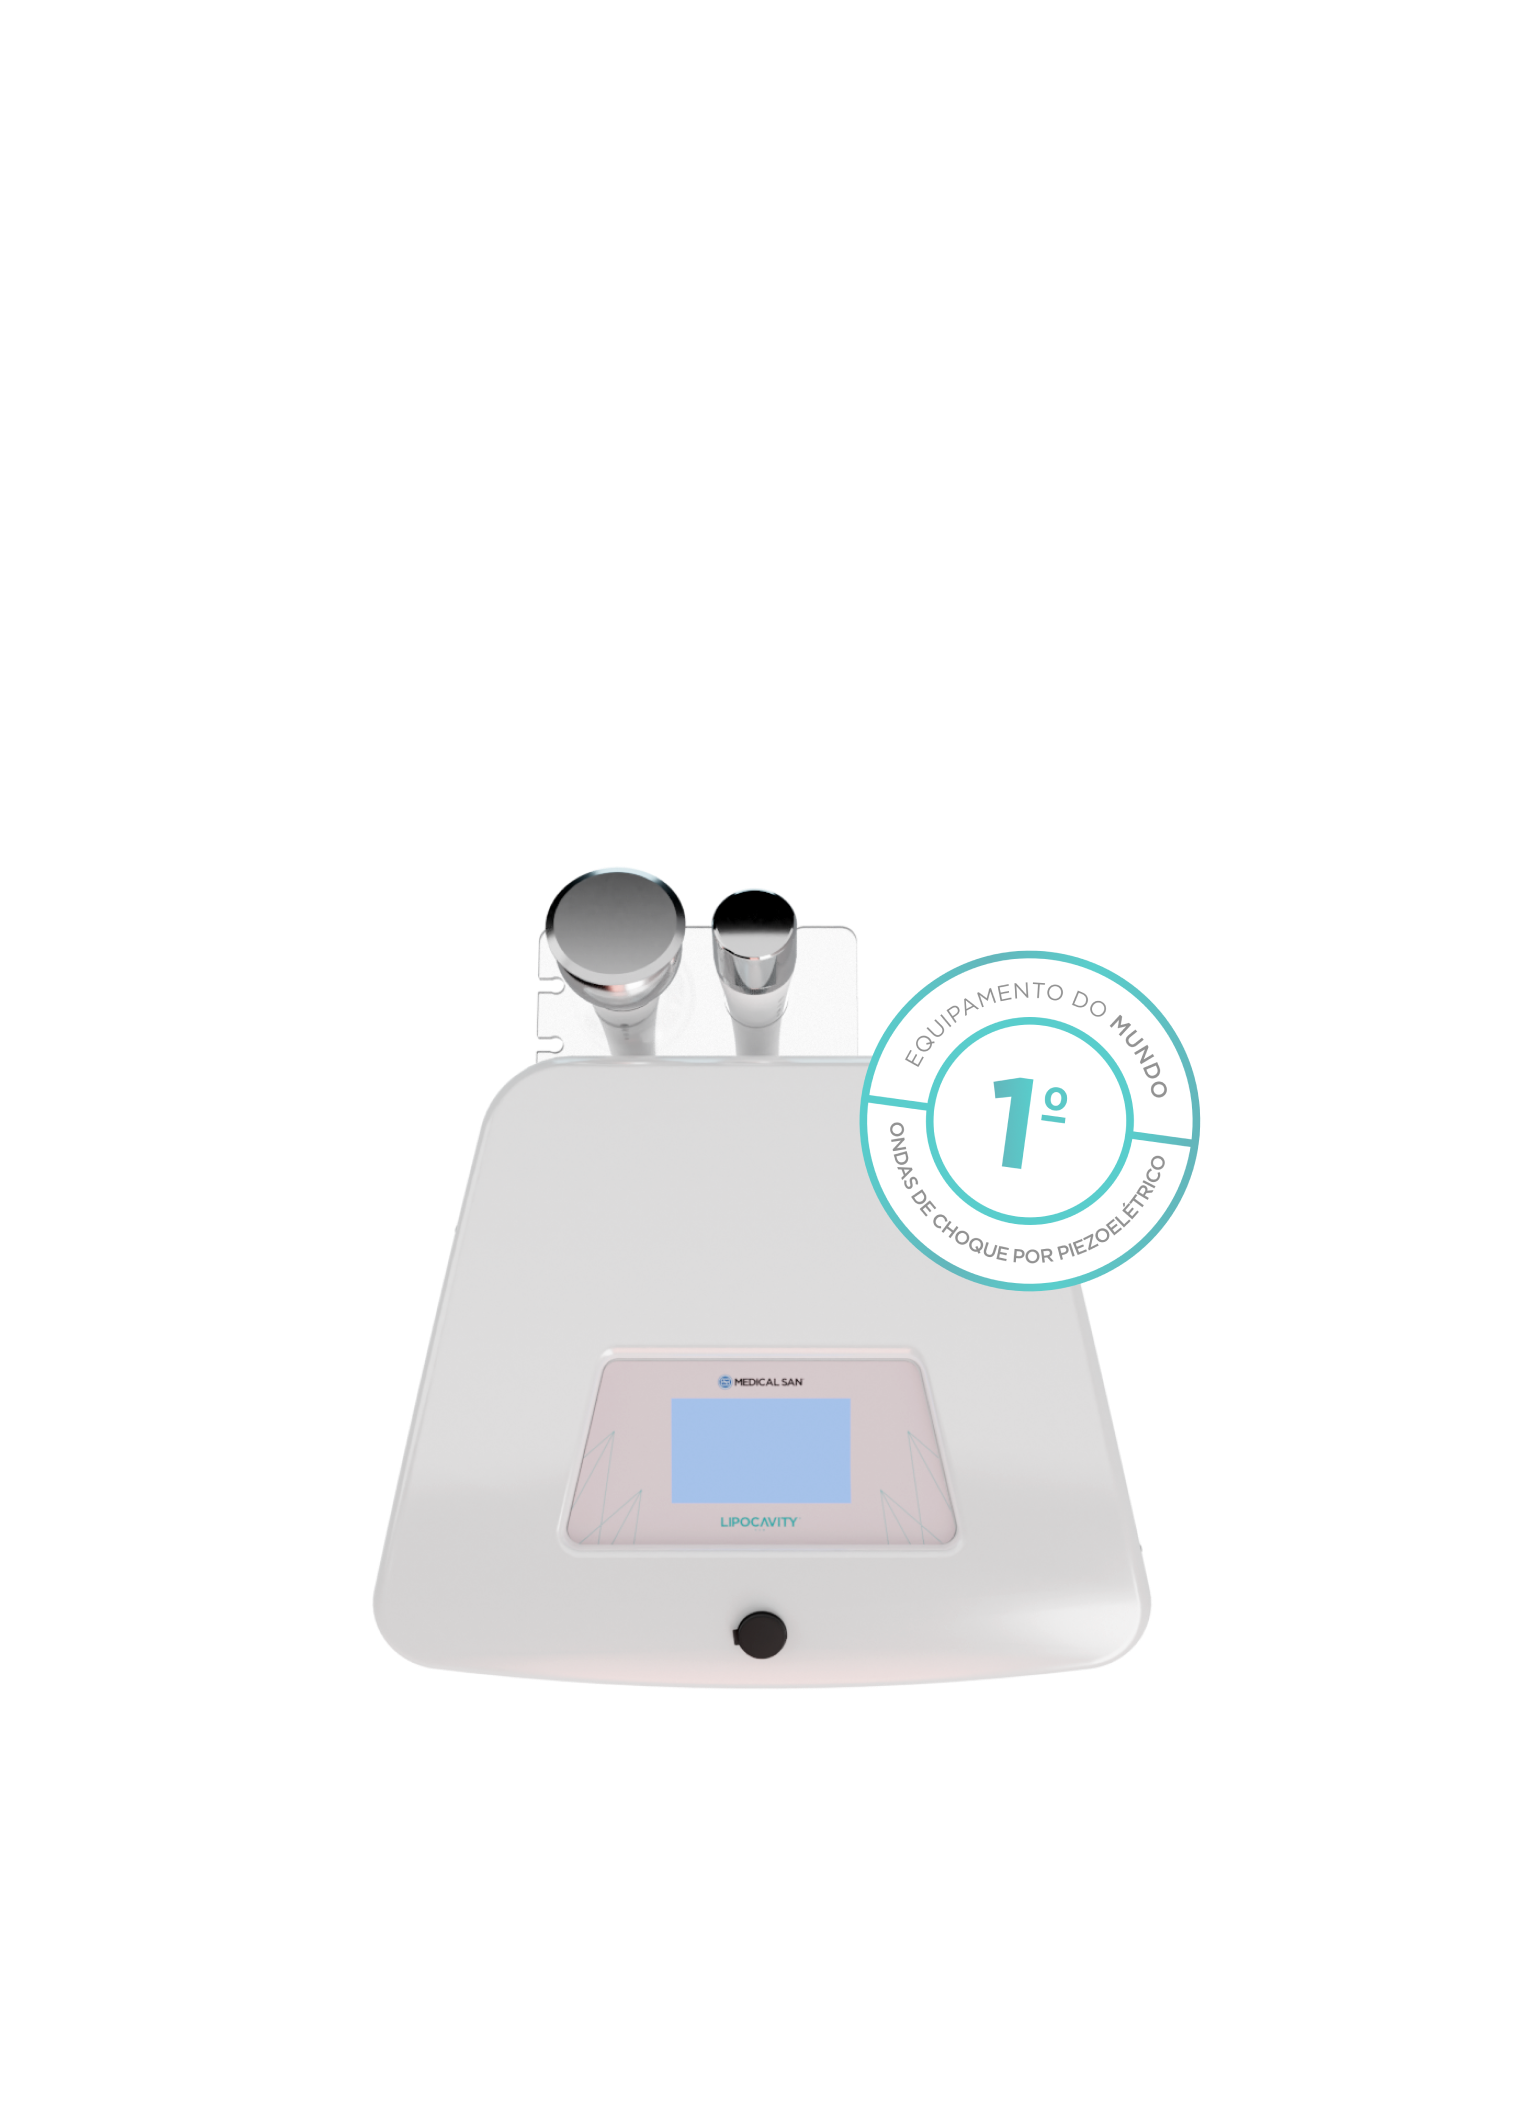 EQUIPAMENTO DO MUNDO
1º
ONDAS DE CHOQUE POR PIEZOELÉTRICO
MEDICAL SAN
LIPOCAVITY